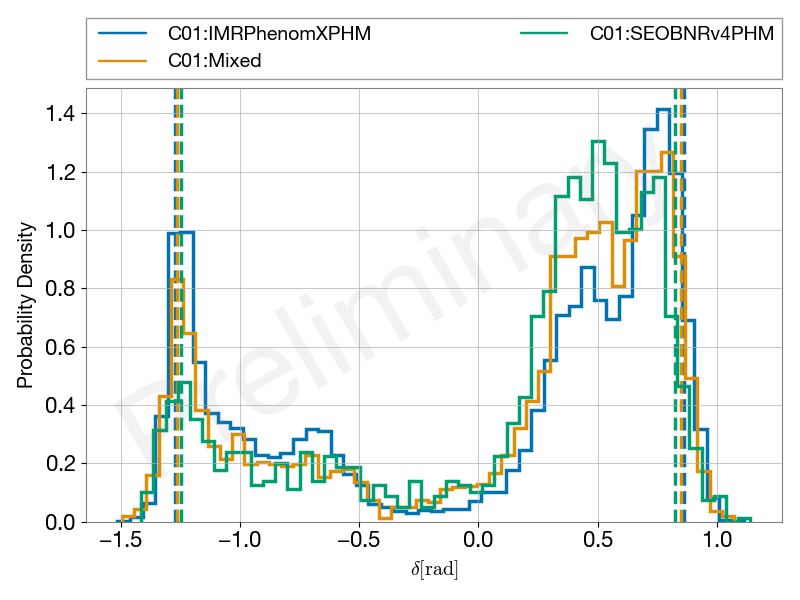 C01:IMRPhenomXPHM C01:SEOBNRv4PHM
C01:Mixed
Preliminary
1.4
1.2
1.0
0.8
0.6
0.4
0.2
0.0
Probability Density
−1.5 −1.0 −0.5 0.0 0.5 1.0
δ[rad]